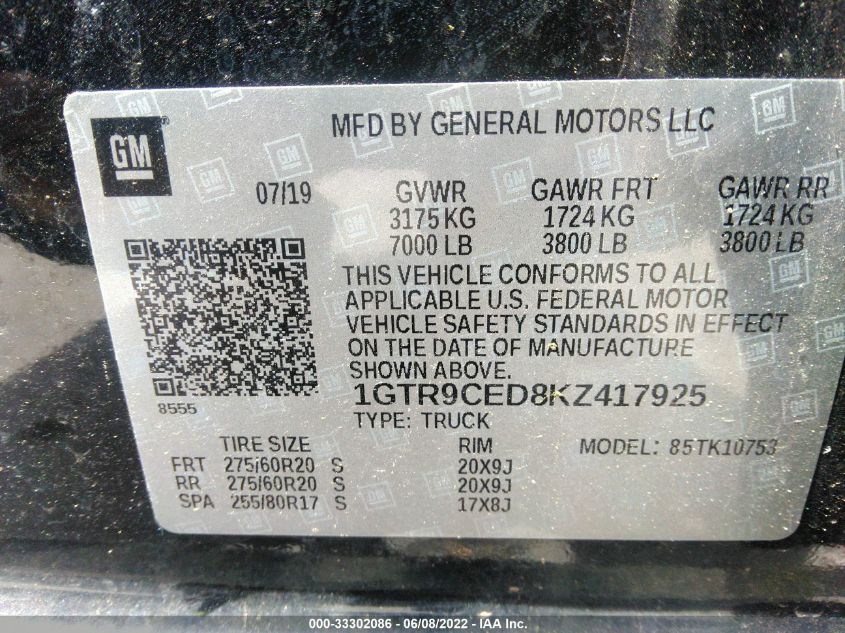 MFD BY GENERAL MOTORS LLC
GM
07/19 GVWR GAWR FRT GAWR RR
3175 KG 1724 KG 1724 KG
7000 LB 3800 LB 3800 LB
THIS VEHICLE CONFORMS TO ALL
APPLICABLE U.S. FEDERAL MOTOR
VEHICLE SAFETY STANDARDS IN EFFECT
ON THE DATE OF MANUFACTURE
SHOWN ABOVE.
1GTR9CED8KZ417925
8555
TYPE: TRUCK
TIRE SIZE RIM MODEL: 85TK10753
FRT 275/60R20 S 20X9J
RR 275/60R20 S 20X9J
SPA 255/80R17 S 17X8J
000-33302086 - 06/08/2022 - IAA Inc.